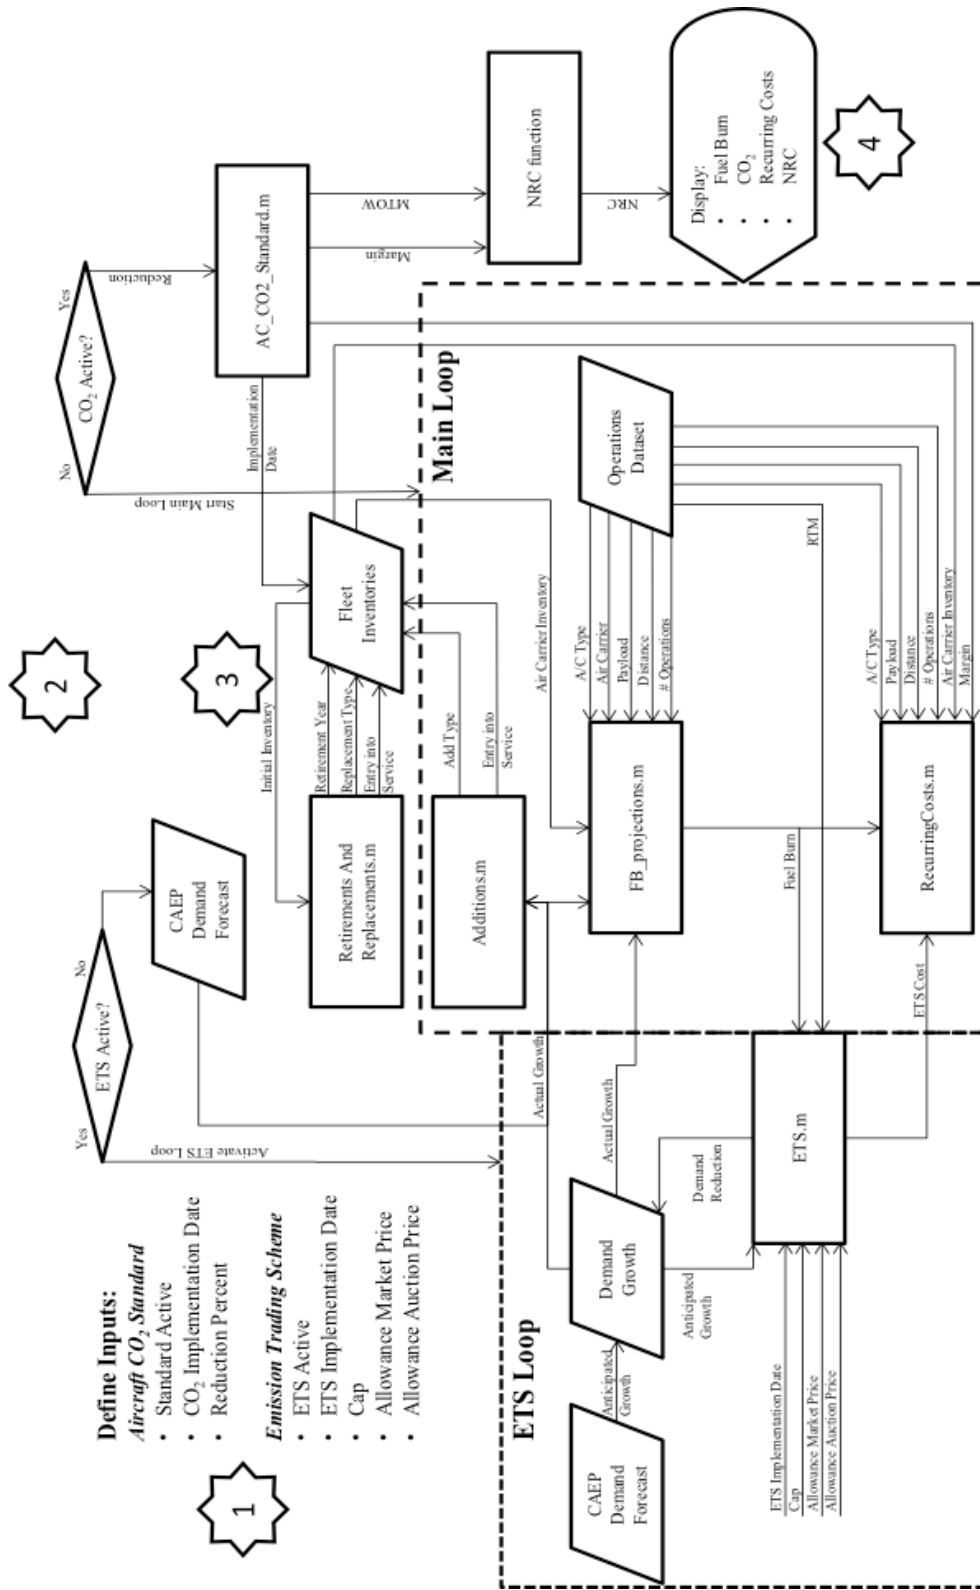 1
Define Inputs:
Aircraft CO2 Standard
• Standard Active
• CO2 Implementation Date
• Reduction Percent
Emission Trading Scheme
• ETS Active
• ETS Implementation Date
• Cap
• Allowance Market Price
• Allowance Auction Price
2
ETS Active?
Yes
No
Activate ETS Loop
CAEP
Demand
Forecast
CO2 Active?
No
Yes
Start Main Loop
Reduction
AC_CO2_Standard.m
Implementation
Date
Margin
MTOW
NRC function
NRC
3
Initial Inventory
Retirements And
Replacements.m
Retirement Year
Replacement Type
Entry into
Service
Fleet
Inventories
Main Loop
Additions.m
Add Type
Entry into
Service
Air Carrier Inventory
Actual Growth
FB_projections.m
A/C Type
Air Carrier
Payload
Distance
# Operations
Operations
Dataset
Fuel Burn
RTM
RecurringCosts.m
A/C Type
Payload
Distance
# Operations
Air Carrier Inventory
Margin
ETS Loop
CAEP
Demand
Forecast
Anticipated
Growth
Demand
Growth
Actual Growth
Anticipated
Growth
Demand
Reduction
ETS Implementation Date
Cap
Allowance Market Price
Allowance Auction Price
ETS.m
ETS Cost
Display:
• Fuel Burn
• CO2
• Recurring Costs
• NRC
4